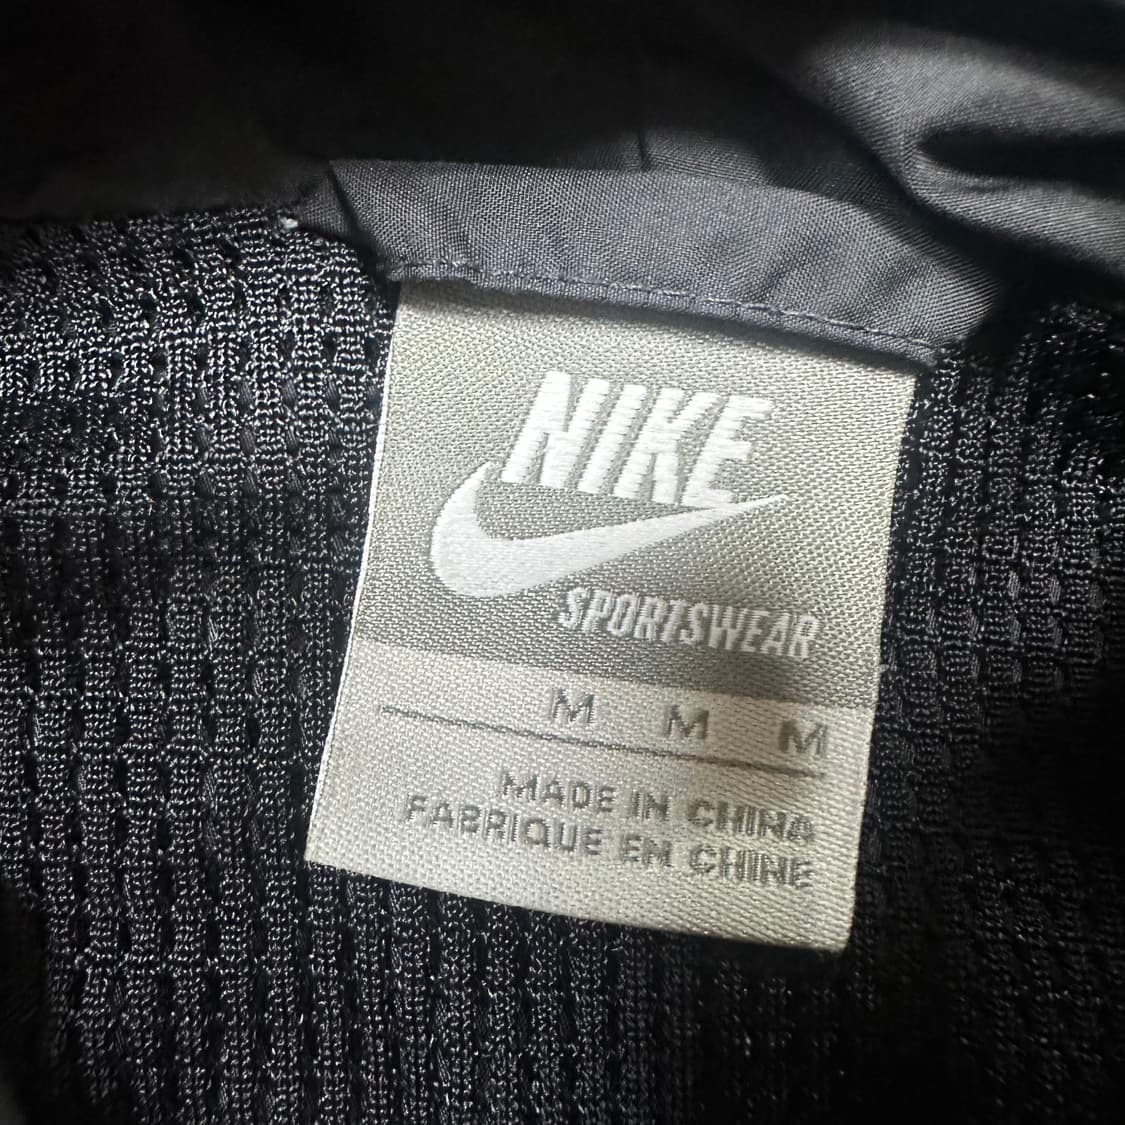 NIKE
SPORTSWEAR
M M M
MADE IN CHINA
FABRIQUE EN CHINE